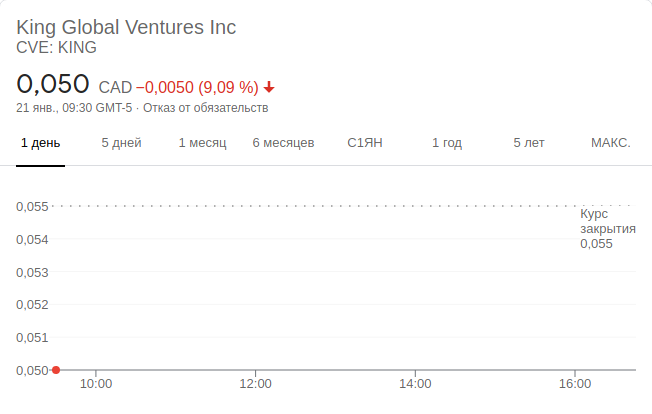 King Global Ventures Inc
CVE: KING
0,050 CAD −0,0050 (9,09 %)
21 янв., 09:30 GMT-5 · Отказ от обязательств
1 день 5 дней 1 месяц 6 месяцев С1ЯН 1 год 5 лет МАКС.
0,055
Курс
закрытия
0,055
0,054
0,053
0,052
0,051
0,050
10:00 12:00 14:00 16:00